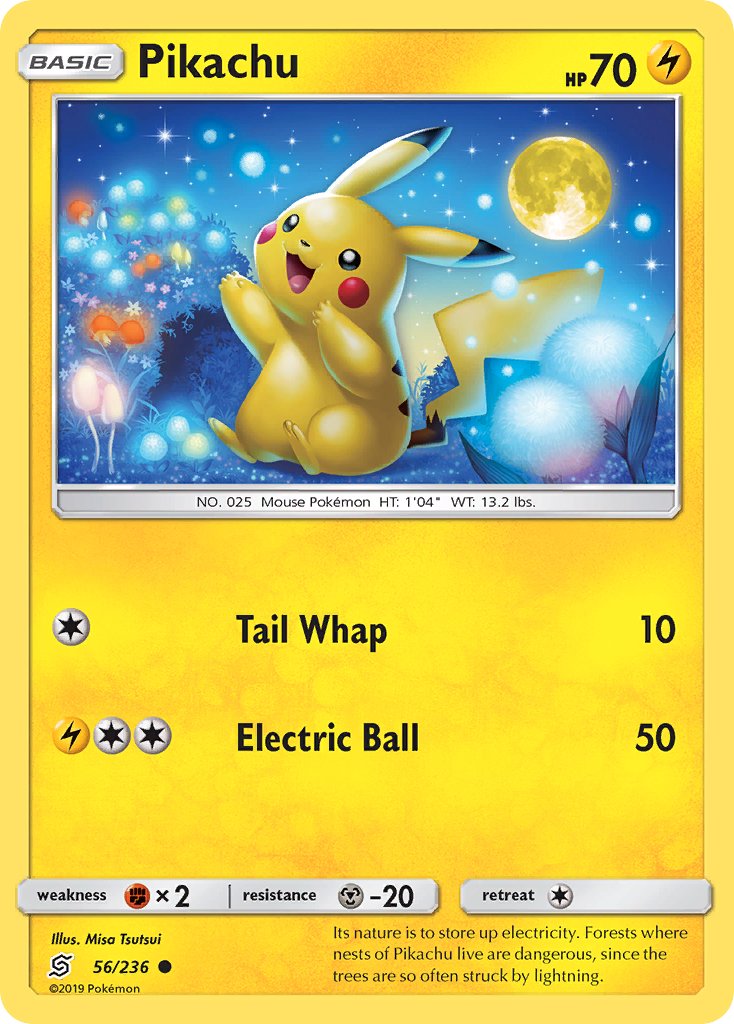 BASIC Pikachu HP 70
NO. 025 Mouse Pokémon HT: 1'04" WT: 13.2 lbs.
Tail Whap 10
Electric Ball 50
weakness × 2 resistance -20 retreat
Illus. Misa Tsutsui
56/236
©2019 Pokémon
Its nature is to store up electricity. Forests where
nests of Pikachu live are dangerous, since the
trees are so often struck by lightning.